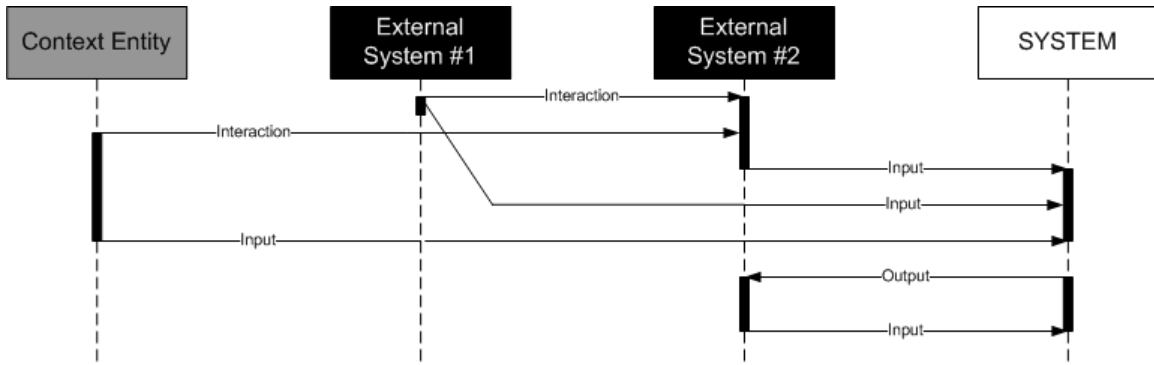 Context Entity
External
System #1
External
System #2
SYSTEM
Interaction
Interaction
Input
Input
Input
Output
Input